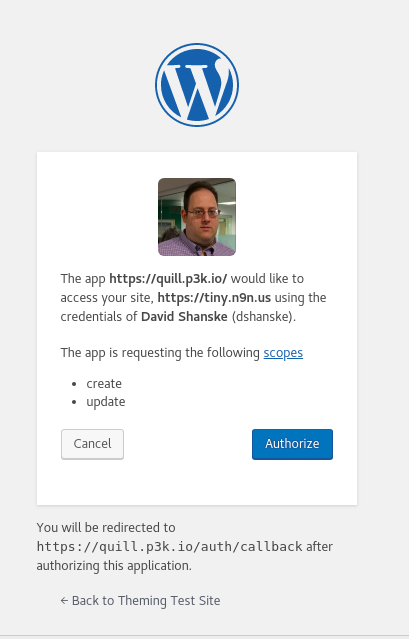 The app https://quill.p3k.io/ would like to
access your site, https://tiny.n9n.us using the
credentials of David Shanske (dshanske).
The app is requesting the following scopes
• create
• update
Cancel
Authorize
You will be redirected to
https://quill.p3k.io/auth/callback after
authorizing this application.
← Back to Theming Test Site